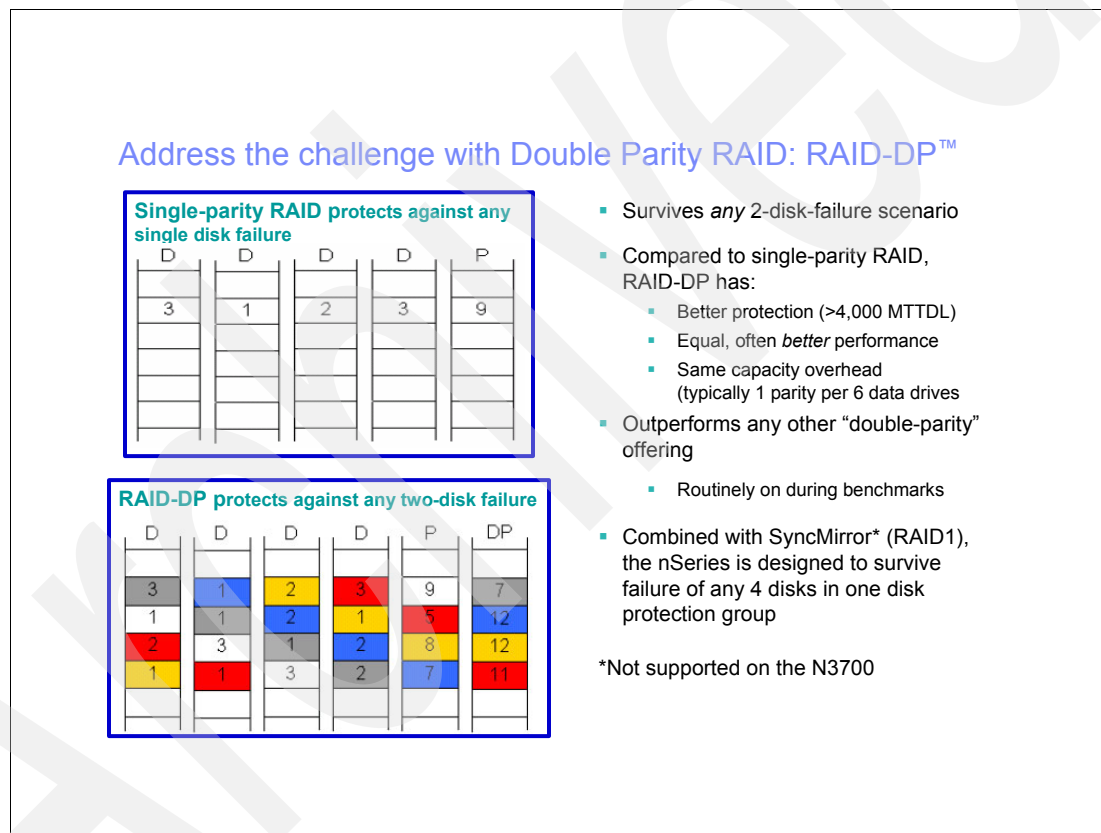 Address the challenge with Double Parity RAID: RAID-DP™
Single-parity RAID protects against any
single disk failure
D D D D P
3 1 2 3 9
RAID-DP protects against any two-disk failure
D D D D P DP
3 1 2 3 9 7
1 1 2 1 5 12
2 3 1 2 8 12
1 1 3 2 7 11
▪ Survives any 2-disk-failure scenario
▪ Compared to single-parity RAID,
RAID-DP has:
▪ Better protection (>4,000 MTTDL)
▪ Equal, often better performance
▪ Same capacity overhead
(typically 1 parity per 6 data drives
▪ Outperforms any other “double-parity”
offering
▪ Routinely on during benchmarks
▪ Combined with SyncMirror* (RAID1),
the nSeries is designed to survive
failure of any 4 disks in one disk
protection group
*Not supported on the N3700
Archived